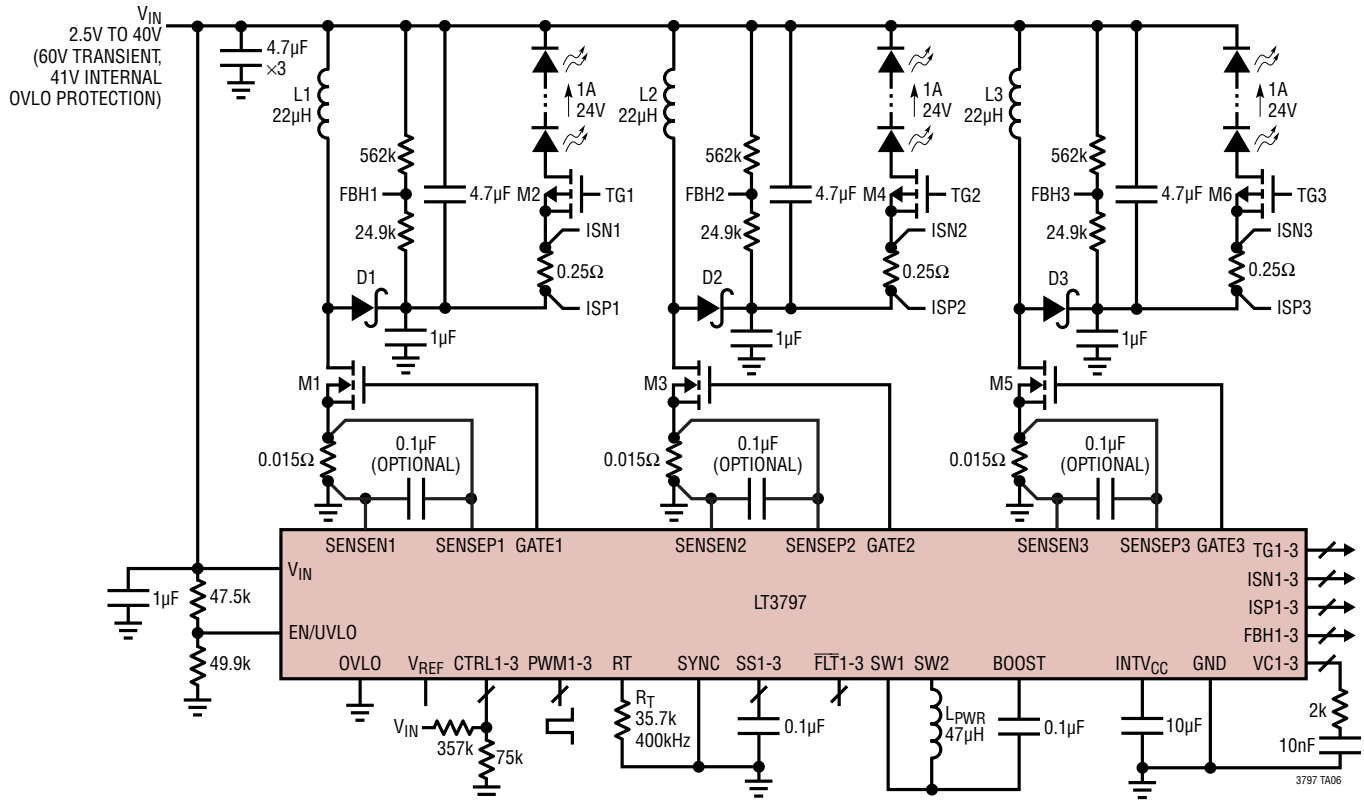 VIN
2.5V TO 40V
(60V TRANSIENT,
41V INTERNAL
OVLO PROTECTION)
4.7µF
×3
L1
22µH
562k
FBH1
24.9k
4.7µF
1A
24V
M2
TG1
ISN1
0.25Ω
ISP1
D1
1µF
M1
0.015Ω
0.1µF
(OPTIONAL)
L2
22µH
562k
FBH2
24.9k
4.7µF
1A
24V
M4
TG2
ISN2
0.25Ω
ISP2
D2
1µF
M3
0.015Ω
0.1µF
(OPTIONAL)
L3
22µH
562k
FBH3
24.9k
4.7µF
1A
24V
M6
TG3
ISN3
0.25Ω
ISP3
D3
1µF
M5
0.015Ω
0.1µF
(OPTIONAL)
SENSEN1 SENSEP1 GATE1 SENSEN2 SENSEP2 GATE2 SENSEN3 SENSEP3 GATE3
TG1-3
ISN1-3
ISP1-3
FBH1-3
VC1-3
VIN
LT3797
EN/UVLO
1µF
47.5k
49.9k
OVLO VREF CTRL1-3 PWM1-3 RT SYNC SS1-3 FLT1-3 SW1 SW2 BOOST INTVCC GND
VIN
357k
75k
RT
35.7k
400kHz
0.1µF
LPWR
47µH
0.1µF
10µF
2k
10nF
3797 TA06